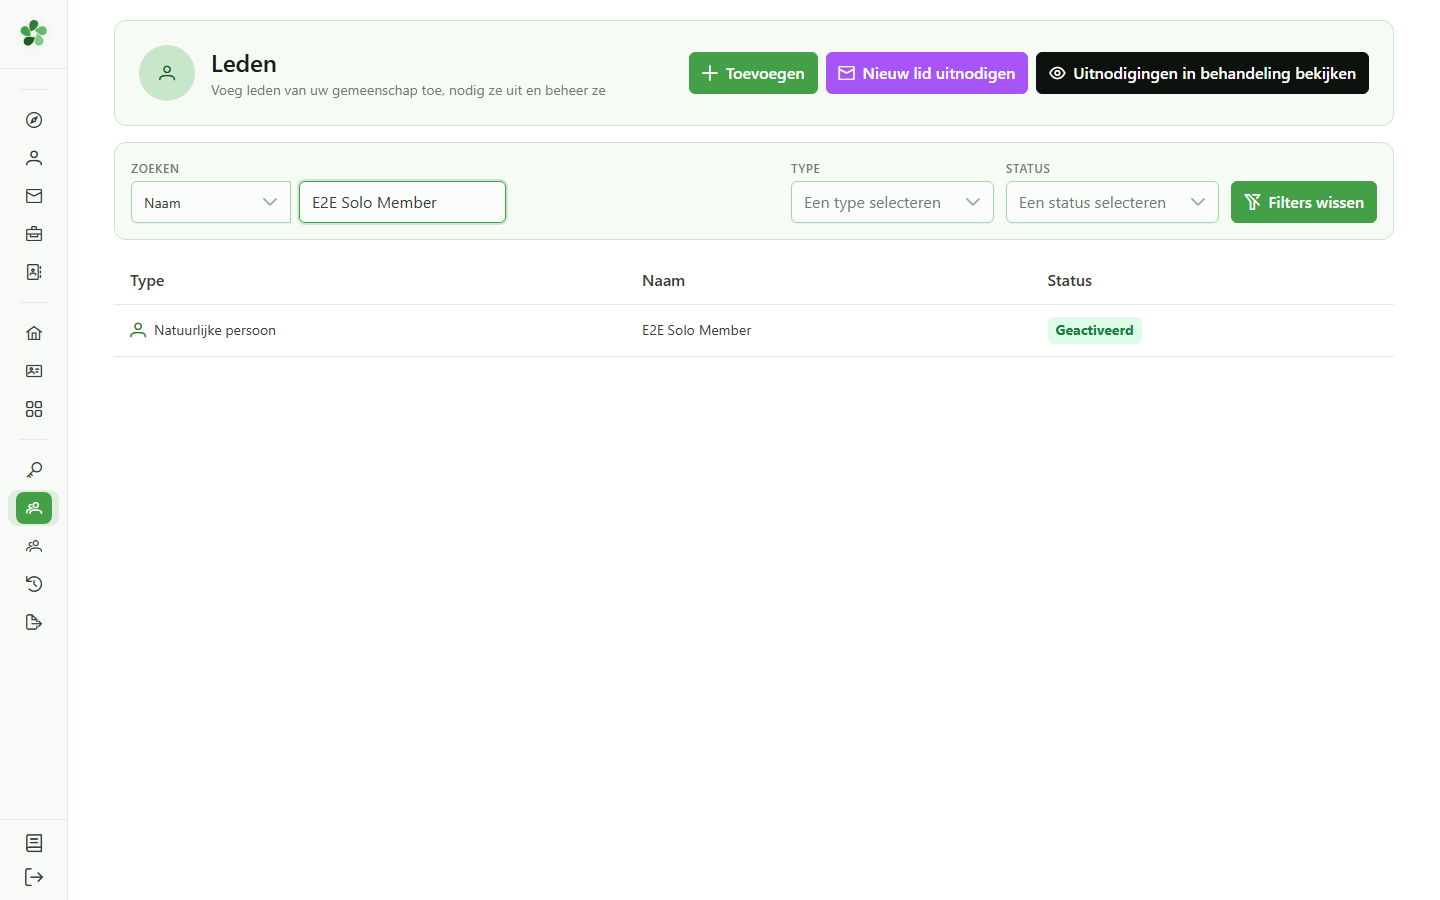 Leden
Voeg leden van uw gemeenschap toe, nodig ze uit en beheer ze
Toevoegen
Nieuw lid uitnodigen
Uitnodigingen in behandeling bekijken
ZOEKEN
TYPE
STATUS
Naam
E2E Solo Member
Een type selecteren
Een status selecteren
Filters wissen
Type Naam Status
Natuurlijke persoon E2E Solo Member Geactiveerd